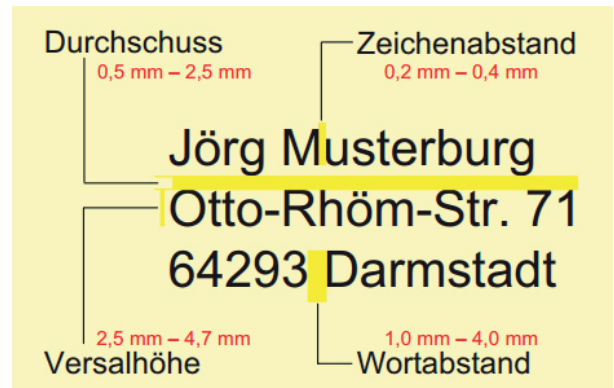 Durchschuss
0,5 mm – 2,5 mm
Zeichenabstand
0,2 mm – 0,4 mm
Jörg Musterburg
Otto-Rhöm-Str. 71
64293 Darmstadt
2,5 mm – 4,7 mm
Versalhöhe
1,0 mm – 4,0 mm
Wortabstand